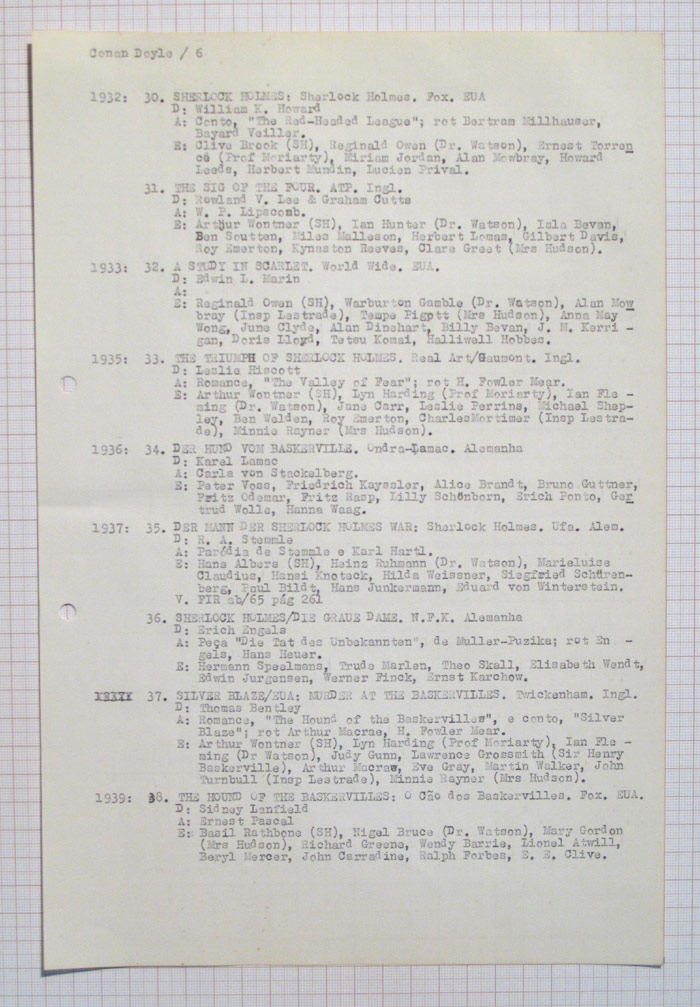 Conan Doyle / 6
1932: 30. SHERLOCK HOLMES: Sherlock Holmes. Fox. EUA
D: William K. Howard
A: Conto, "The Red-Headed League"; rot Bertram Millhauser,
Bayard Veiller.
E: Clive Brook (SH), Reginald Owen (Dr. Watson), Ernest Torren
ce (Prof Moriarty), Miriam Jordan, Alan Mowbray, Howard
Leeds, Herbert Mundin, Lucien Prival.
31. THE SIG OF THE FOUR. ATP. Ingl.
D: Rowland V. Lee & Graham Cutts
A: W. P. Lipscomb.
E: Arthur Wontner (SH), Ian Hunter (Dr. Watson), Isla Bevan,
Ben Soutten, Miles Malleson, Herbert Lomas, Gilbert Davis,
Roy Emerton, Kynaston Reeves, Clare Greet (Mrs Hudson).
1933: 32. A STUDY IN SCARLET. World Wide. EUA.
D: Edwin L. Marin
A:
E: Reginald Owen (SH), Warburton Gamble (Dr. Watson), Alan Mow
bray (Insp Lestrade), Tempe Pigott (Mrs Hudson), Anna May
Wong, June Clyde, Alan Dinehart, Billy Bevan, J. M. Kerri -
gan, Doris Lloyd, Tetsu Komai, Halliwell Hobbes.
1935: 33. THE TRIUMPH OF SHERLOCK HOLMES. Real Art/Gaumont. Ingl.
D: Leslie Hiscott
A: Romance, "The Valley of Fear"; rot H. Fowler Mear.
E: Arthur Wontner (SH), Lyn Harding (Prof Moriarty), Ian Fle -
ming (Dr. Watson), Jane Carr, Leslie Perrins, Michael Shep-
ley, Ben Welden, Roy Emerton, CharlesMortimer (Insp Lestra-
de), Minnie Rayner (Mrs Hudson).
1936: 34. DER HUND VOM BASKERVILLE. Ondra-Lamac. Alemanha
D: Karel Lamac
A: Carla von Stackelberg.
E: Peter Voss, Friedrich Kayssler, Alice Brandt, Bruno Guttner,
Fritz Odemar, Fritz Rasp, Lilly Schönborn, Erich Ponto, Ger
trud Wolle, Hanna Waag.
1937: 35. DER MANN DER SHERLOCK HOLMES WAR: Sherlock Holmes. Ufa. Alem.
D: R. A. Stemmle
A: Paródia de Stemmle e Karl Hartl.
E: Hans Albers (SH), Heinz Ruhmann (Dr. Watson), Marieluise
Claudius, Hansi Knoteck, Hilda Weissner, Siegfried Schüren-
berg, Paul Bildt, Hans Junkermann, Eduard von Winterstein.
V. FIR ab/65 pág 261
36. SHERLOCK HOLMES/DIE GRAUE DAME. N.F.K. Alemanha
D: Erich Engels
A: Peça "Die Tat des Unbekannten", de Muller-Puzika; rot En -
gels, Hans Heuer.
E: Hermann Speelmans, Trude Marlen, Theo Skall, Elisabeth Wendt,
Edwin Jurgensen, Werner Finck, Ernst Karchow.
37. SILVER BLAZE/EUA: MURDER AT THE BASKERVILLES. Twickenham. Ingl.
D: Thomas Bentley
A: Romance, "The Hound of the Baskervilles", e conto, "Silver
Blaze"; rot Arthur Macrae, H. Fowler Mear.
E: Arthur Wontner (SH), Lyn Harding (Prof Moriarty), Ian Fle -
ming (Dr Watson), Judy Gunn, Lawrence Grossmith (Sir Henry
Baskerville), Arthur Macrae, Eve Gray, Martin Walker, John
Turnbull (Insp Lestrade), Minnie Rayner (Mrs Hudson).
1939: 38. THE HOUND OF THE BASKERVILLES: O Cão dos Baskervilles. Fox. EUA.
D: Sidney Lanfield
A: Ernest Pascal
E: Basil Rathbone (SH), Nigel Bruce (Dr. Watson), Mary Gordon
(Mrs Hudson), Richard Greene, Wendy Barrie, Lionel Atwill,
Beryl Mercer, John Carradine, Ralph Forbes, E. E. Clive.